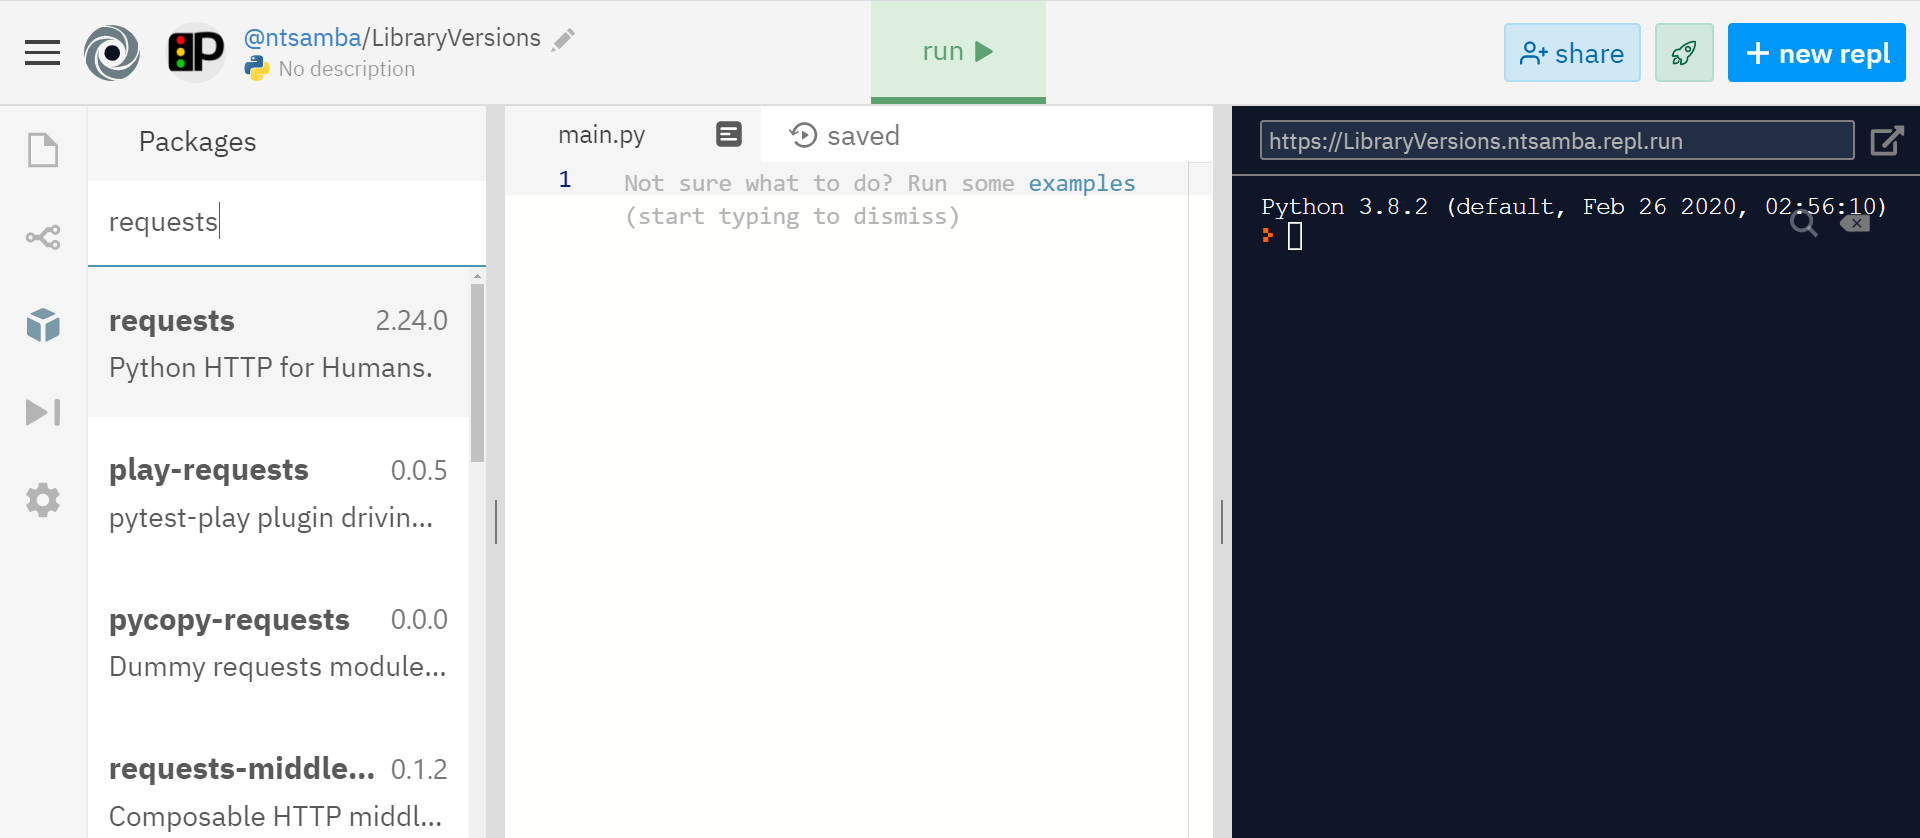 @ntsamba/LibraryVersions
No description
run
share
+ new repl
Packages
requests
requests 2.24.0
Python HTTP for Humans.
play-requests 0.0.5
pytest-play plugin drivin...
pycopy-requests 0.0.0
Dummy requests module...
requests-middle... 0.1.2
Composable HTTP middl...
main.py
saved
1 Not sure what to do? Run some examples
(start typing to dismiss)
https://LibraryVersions.ntsamba.repl.run
Python 3.8.2 (default, Feb 26 2020, 02:56:10)